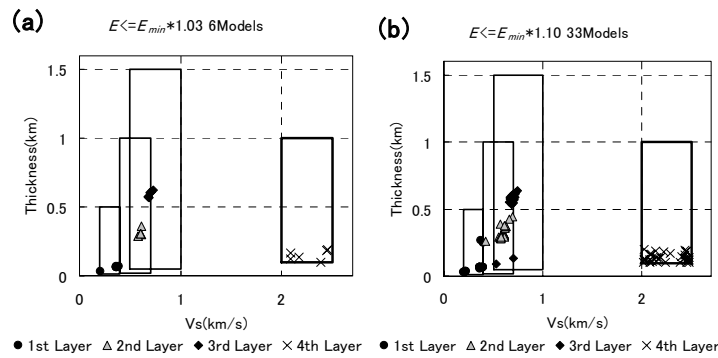 (a)
E<=Emin*1.03 6Models
1.5
1
0.5
0
0
1
2
Thickness(km)
Vs(km/s)
● 1st Layer △ 2nd Layer ◆ 3rd Layer × 4th Layer
(b)
E<=Emin*1.10 33Models
1.5
1
0.5
0
0
1
2
Thickness(km)
Vs(km/s)
● 1st Layer △ 2nd Layer ◆ 3rd Layer × 4th Layer